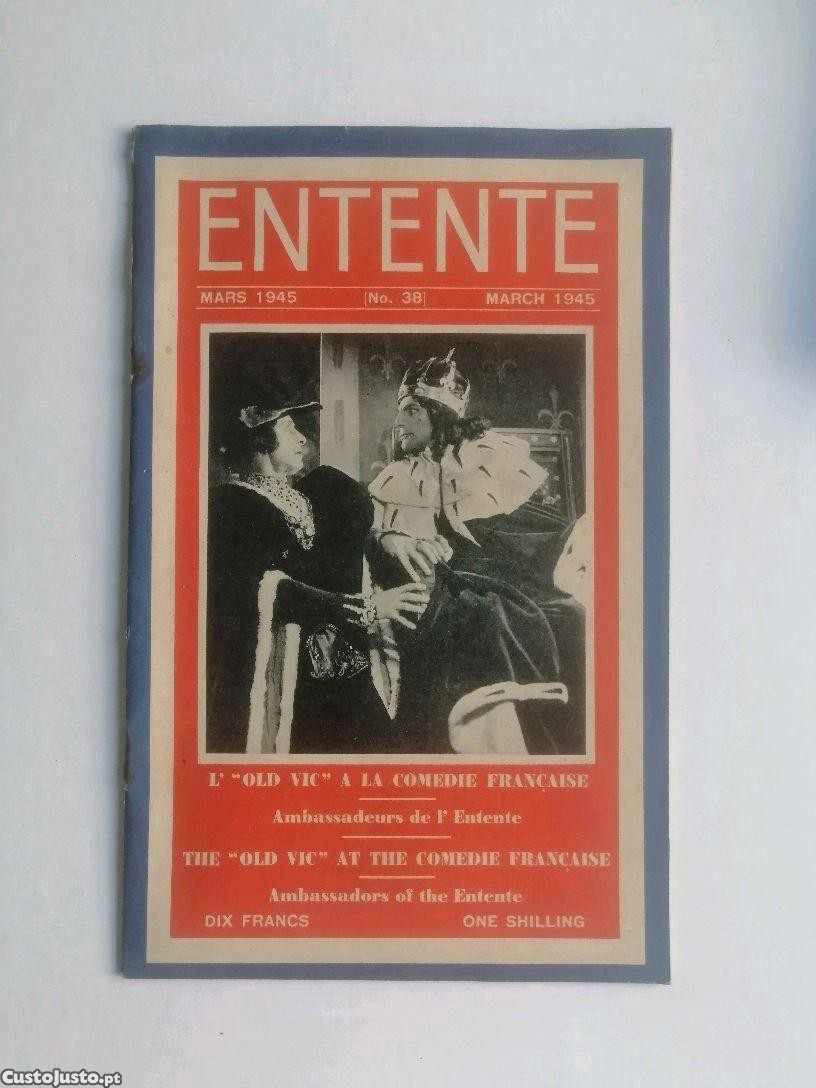 ENTENTE
MARS 1945 [No. 38] MARCH 1945
L' "OLD VIC" A LA COMEDIE FRANÇAISE
Ambassadeurs de l' Entente
THE "OLD VIC" AT THE COMEDIE FRANÇAISE
Ambassadors of the Entente
DIX FRANCS ONE SHILLING
CustoJusto.pt